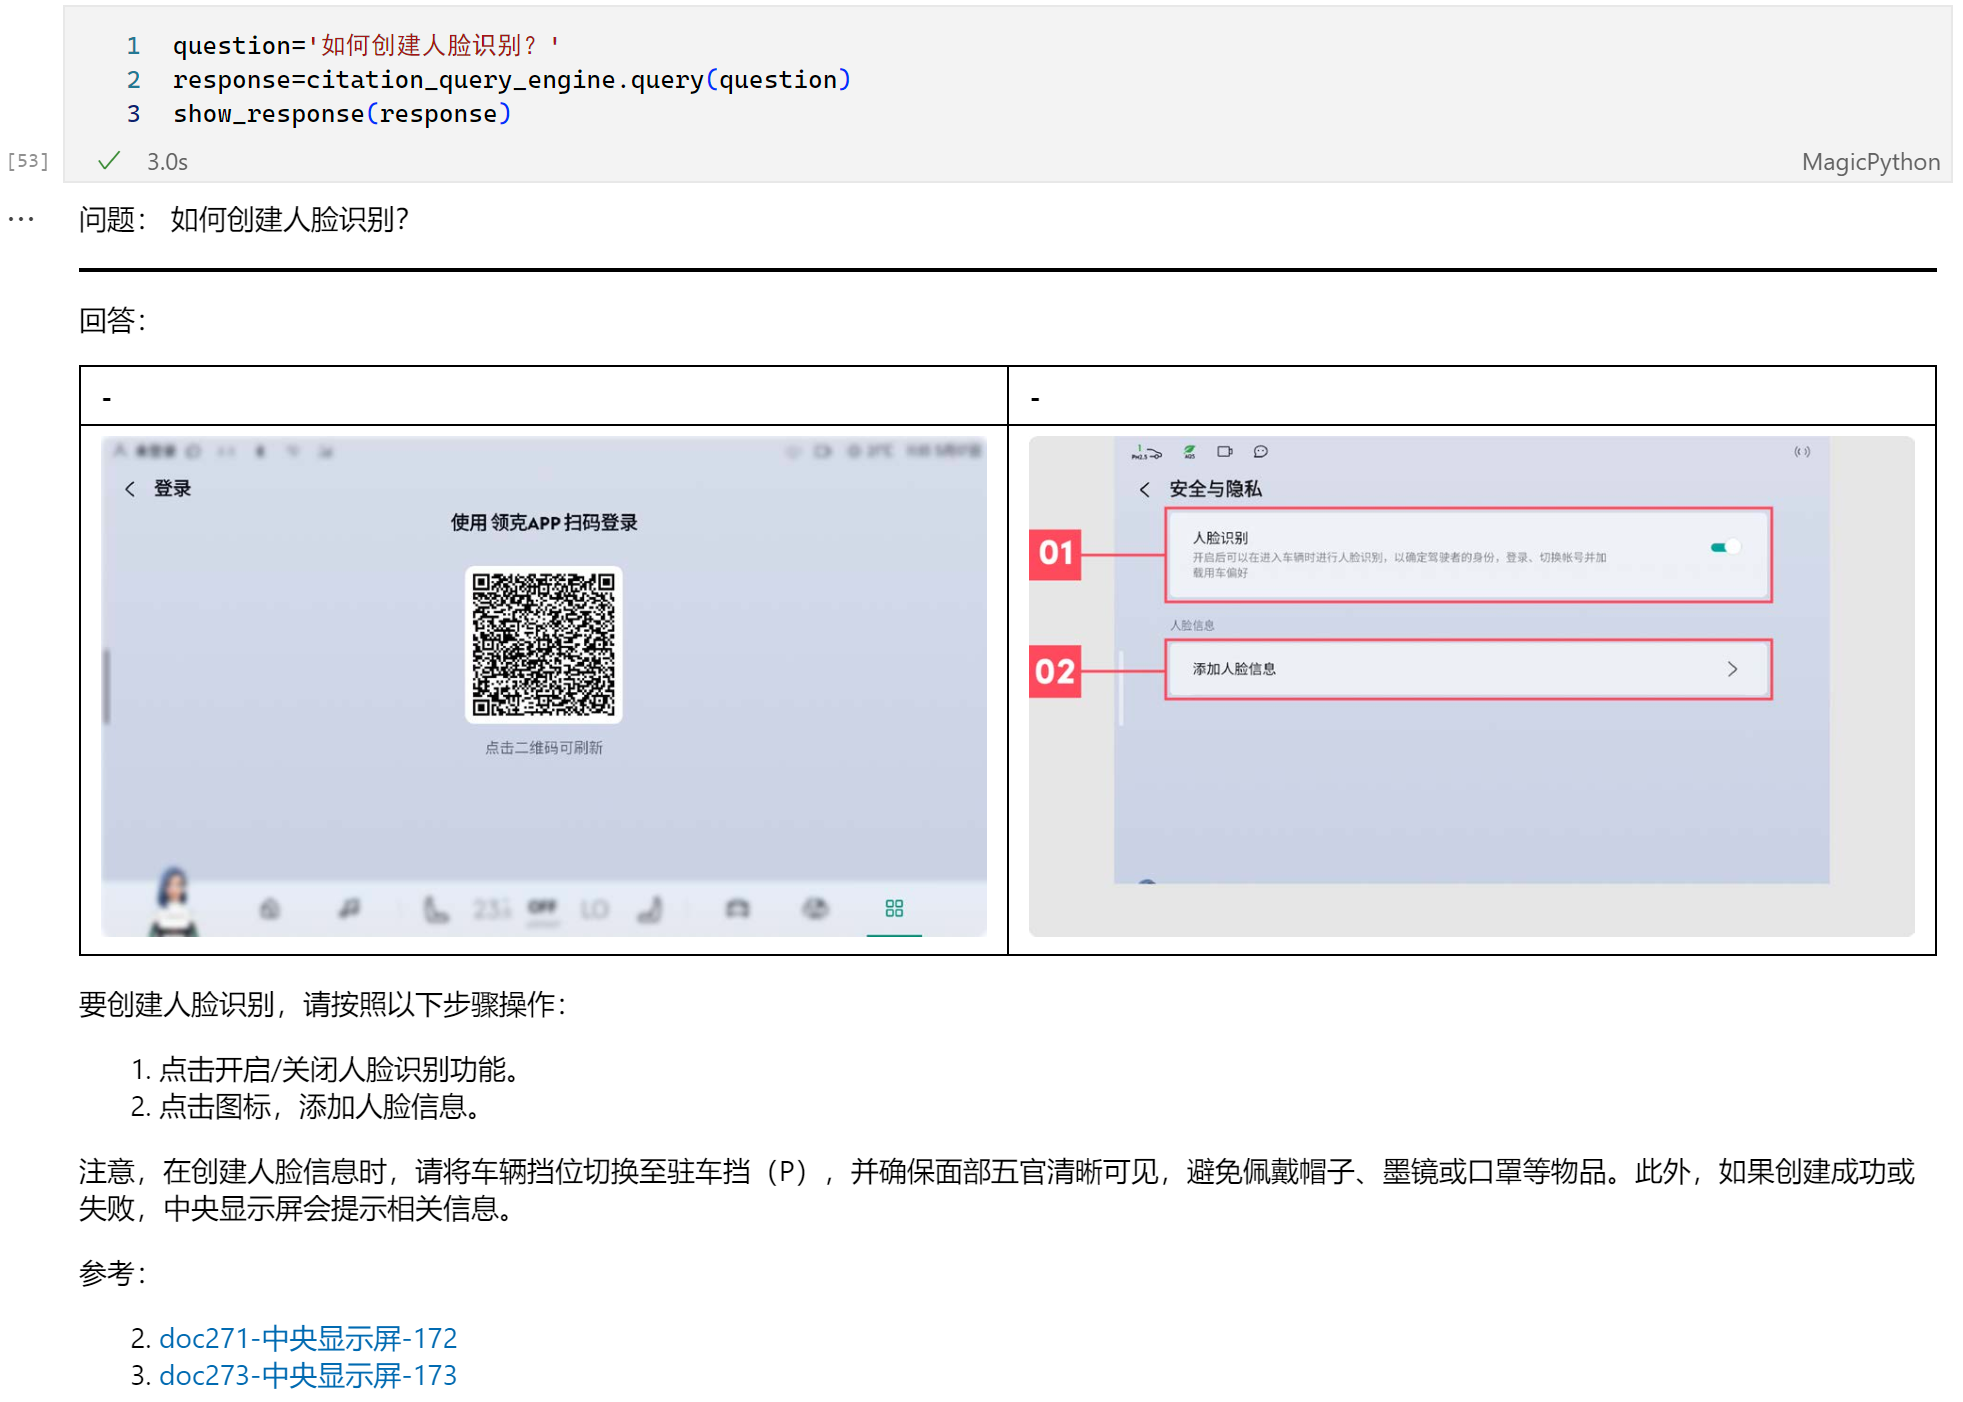 1 question='如何创建人脸识别？'
2 response=citation_query_engine.query(question)
3 show_response(response)
[53] 3.0s MagicPython
... 问题： 如何创建人脸识别？
回答：
- -
登录
使用 领克APP 扫码登录
点击二维码可刷新
OFF LO
安全与隐私
01
人脸识别
开启后可以在进入车辆时进行人脸识别，以确定驾驶者的身份，登录、切换帐号并加
载用车偏好
人脸信息
02
添加人脸信息
要创建人脸识别，请按照以下步骤操作：
1. 点击开启/关闭人脸识别功能。
2. 点击图标，添加人脸信息。
注意，在创建人脸信息时，请将车辆挡位切换至驻车挡（P），并确保面部五官清晰可见，避免佩戴帽子、墨镜或口罩等物品。此外，如果创建成功或
失败，中央显示屏会提示相关信息。
参考：
2. doc271-中央显示屏-172
3. doc273-中央显示屏-173